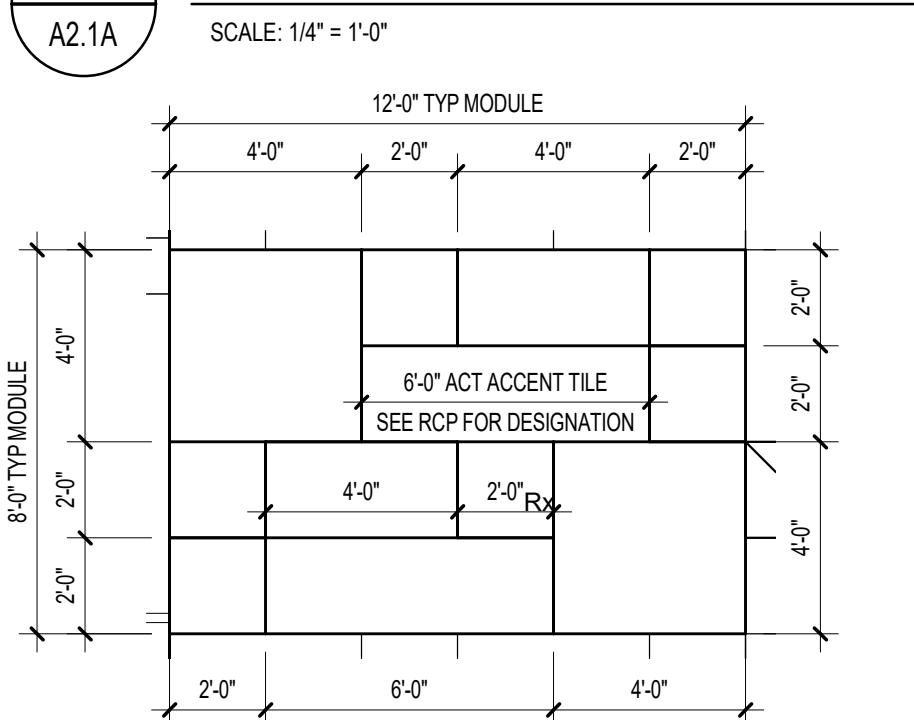 A2.1A
SCALE: 1/4" = 1'-0"
12'-0" TYP MODULE
4'-0" 2'-0" 4'-0" 2'-0"
8'-0" TYP MODULE
4'-0"
2'-0"
2'-0"
2'-0"
2'-0"
4'-0"
6'-0" ACT ACCENT TILE
SEE RCP FOR DESIGNATION
4'-0" 2'-0" Rx
2'-0" 6'-0" 4'-0"